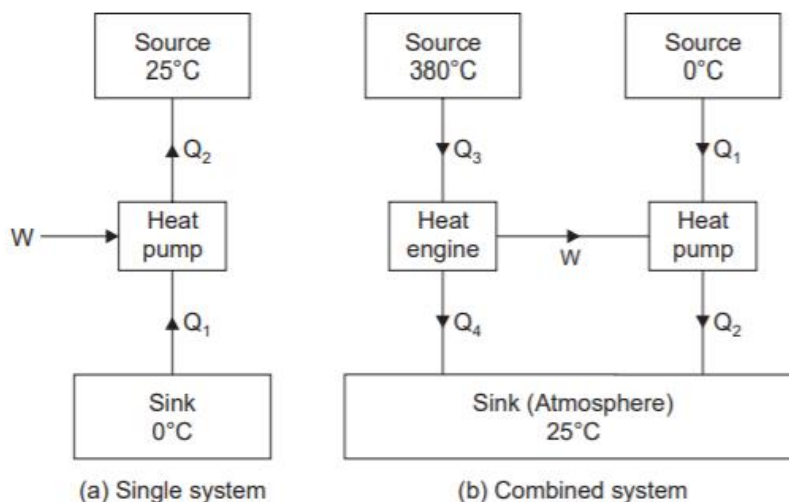 Source
25°C
Source
380°C
Source
0°C
Q2
Q3
Q1
W
Heat
pump
Heat
engine
W
Heat
pump
Q1
Q4
Q2
Sink
0°C
Sink (Atmosphere)
25°C
(a) Single system
(b) Combined system